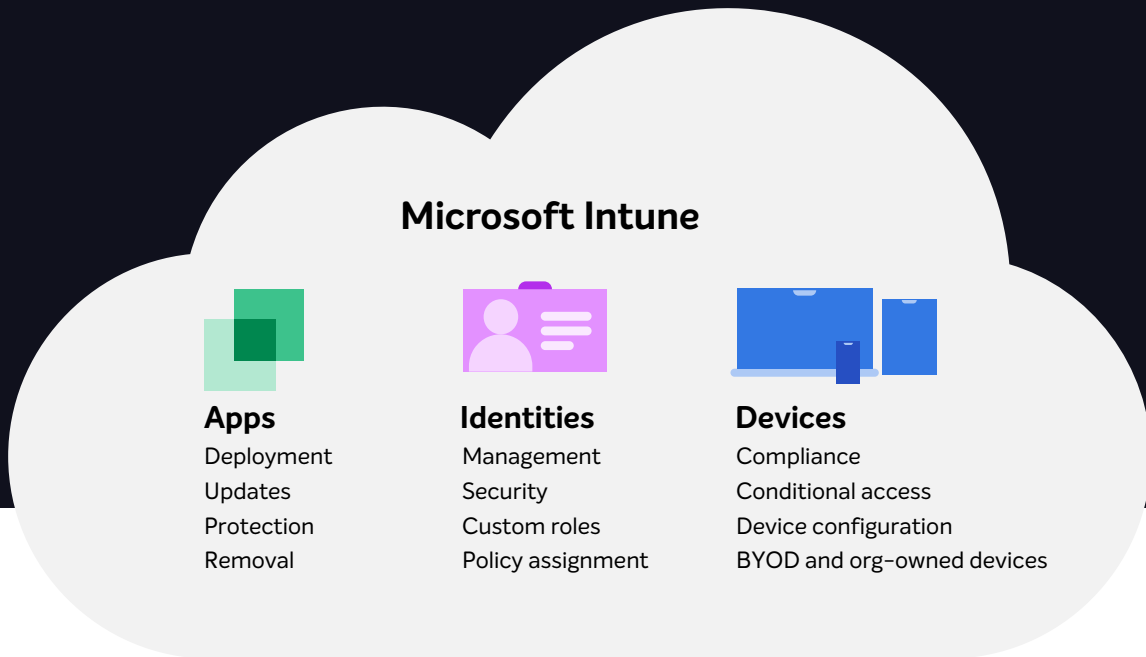 Microsoft Intune
Apps
Deployment
Updates
Protection
Removal
Identities
Management
Security
Custom roles
Policy assignment
Devices
Compliance
Conditional access
Device configuration
BYOD and org-owned devices